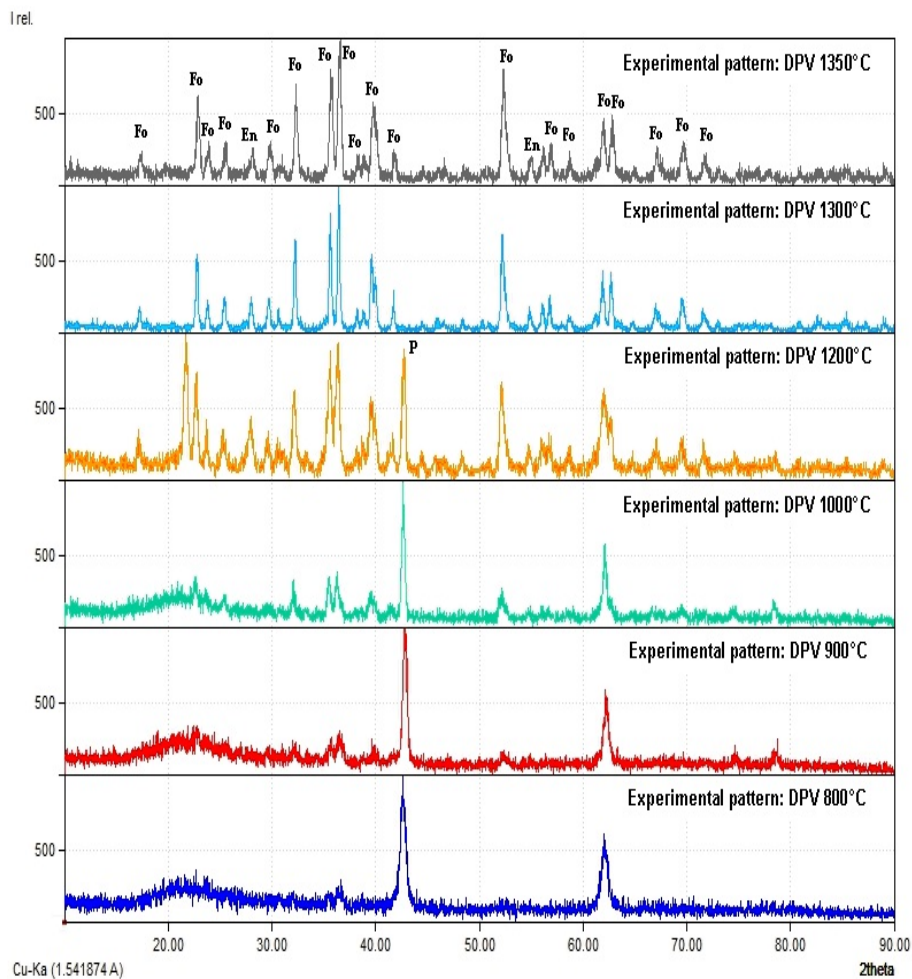 I rel.
Experimental pattern: DPV 1350°C
Fo Fo Fo Fo En Fo Fo Fo Fo Fo Fo Fo Fo En Fo Fo Fo Fo Fo Fo Fo
500
Experimental pattern: DPV 1300°C
500
Experimental pattern: DPV 1200°C
P
500
Experimental pattern: DPV 1000°C
500
Experimental pattern: DPV 900°C
500
Experimental pattern: DPV 800°C
500
20.00 30.00 40.00 50.00 60.00 70.00 80.00 90.00
Cu-Ka (1.541874 A) 2theta